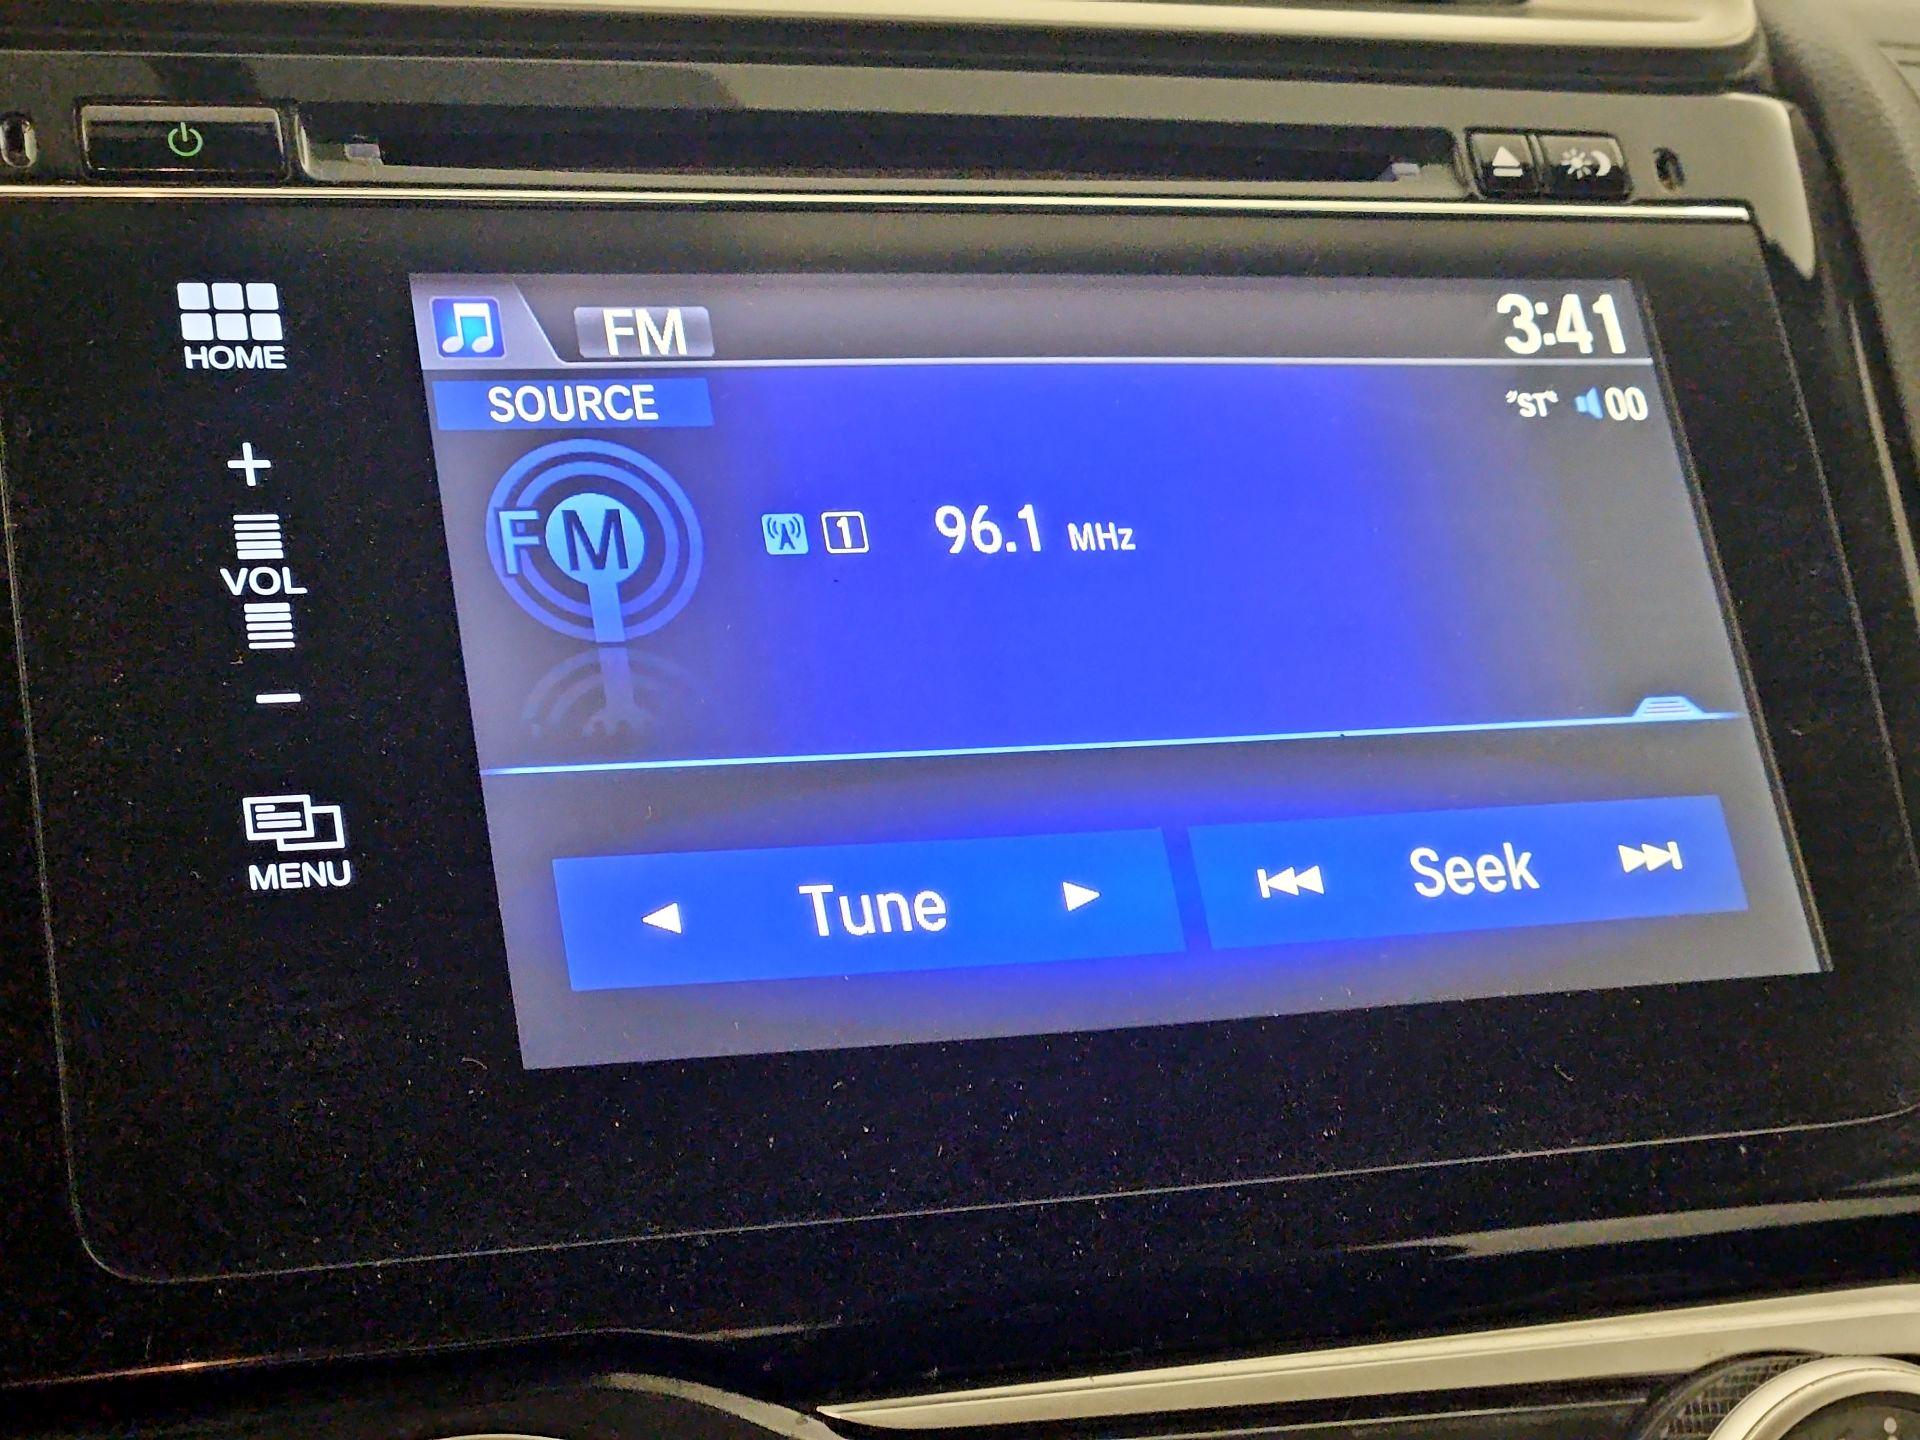 FM
3:41
SOURCE
"ST" 00
FM
1 96.1 MHz
Tune
Seek
HOME
+
VOL
−
MENU